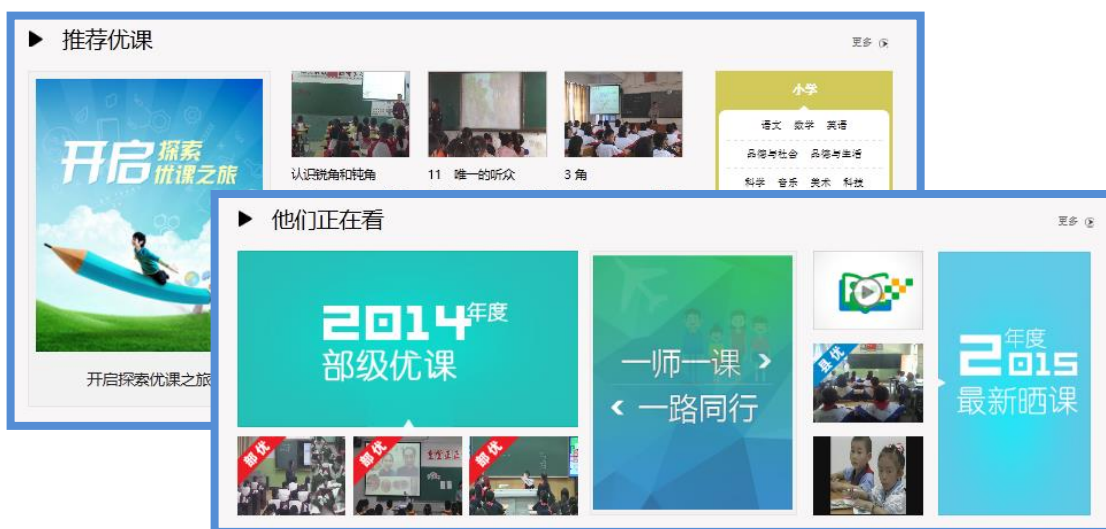 推荐优课
更多
开启 探索
优课之旅
开启探索优课之旅
认识锐角和钝角
11 唯一的听众
3 角
小学
语文 数学 英语
品德与社会 品德与生活
科学 音乐 美术 科技
他们正在看
更多
2014年度
部级优课
部优
部优
部优
一师一课
一路同行
县优
年度
2015
最新晒课